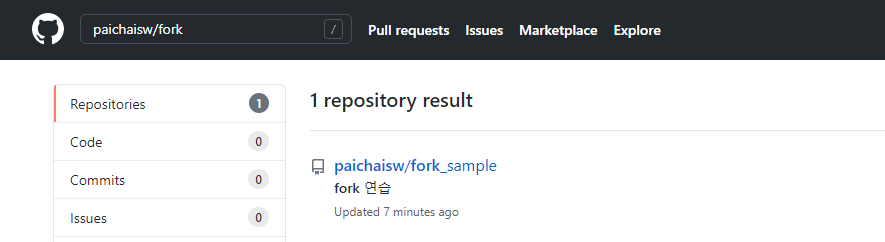 paichaisw/fork / Pull requests Issues Marketplace Explore
Repositories 1
1 repository result
Code 0
paichaisw/fork_sample
Commits 0
fork 연습
Issues 0
Updated 7 minutes ago